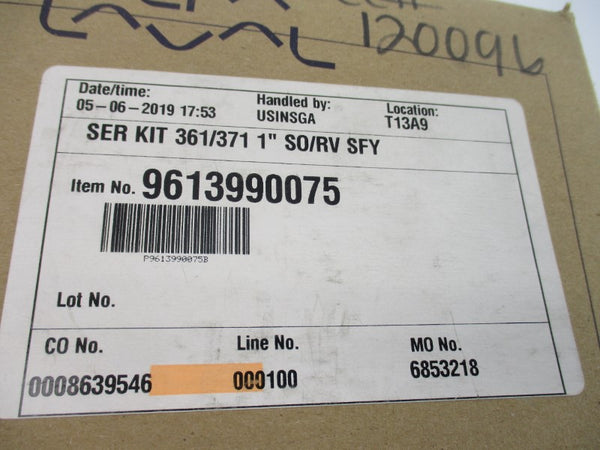 LAVAL
120096
Date/time:
05-06-2019 17:53
Handled by:
USINSGA
Location:
T13A9
SER KIT 361/371 1" SO/RV SFY
Item No. 9613990075
P9613990075B
Lot No.
CO No.
0008639546
Line No.
000100
MO No.
6853218